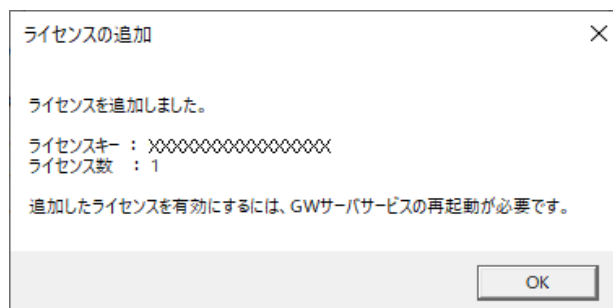 ライセンスの追加
ライセンスを追加しました。
ライセンスキー : XXXXXXXXXXXXXXXXX
ライセンス数 : 1
追加したライセンスを有効にするには、GWサーバサービスの再起動が必要です。
OK